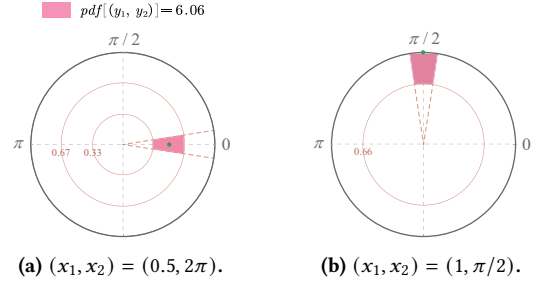 pdf[(y₁, y₂)]=6.06
π/2 π/2
π 0.67 0.33 0 π 0.66 0
(a) (x₁, x₂) = (0.5, 2π). (b) (x₁, x₂) = (1, π/2).